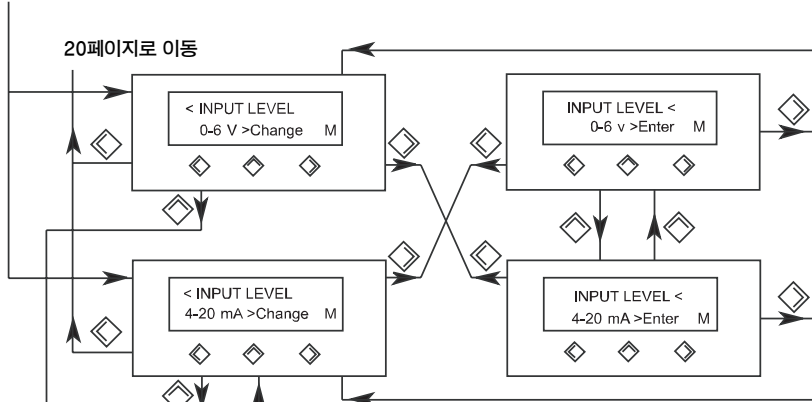 20페이지로 이동
< INPUT LEVEL
0-6 V >Change M
INPUT LEVEL <
0-6 v >Enter M
< INPUT LEVEL
4-20 mA >Change M
INPUT LEVEL <
4-20 mA >Enter M